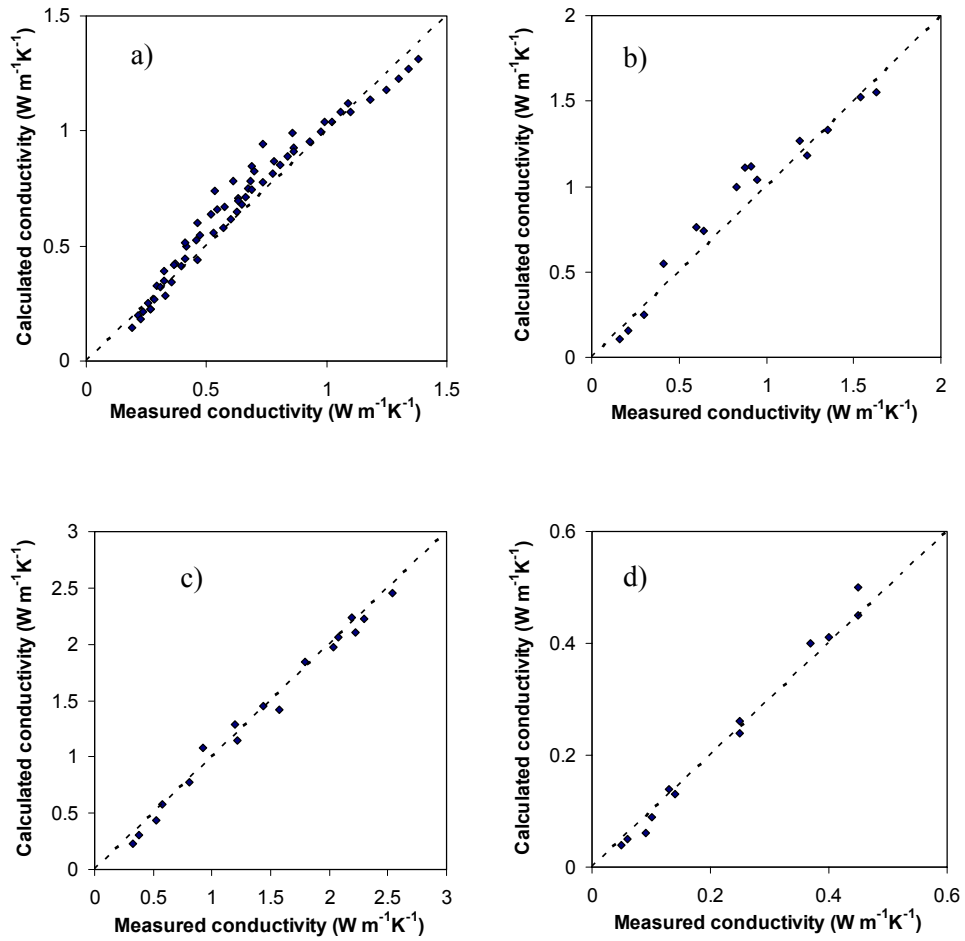 a)
Calculated conductivity (W m⁻¹K⁻¹)
1.5
1
0.5
0
0 0.5 1 1.5
Measured conductivity (W m⁻¹K⁻¹)
b)
Calculated conductivity (W m⁻¹K⁻¹)
2
1.5
1
0.5
0
0 0.5 1 1.5 2
Measured conductivity (W m⁻¹K⁻¹)
c)
Calculated conductivity (W m⁻¹K⁻¹)
3
2.5
2
1.5
1
0.5
0
0 0.5 1 1.5 2 2.5 3
Measured conductivity (W m⁻¹K⁻¹)
d)
Calculated conductivity (W m⁻¹K⁻¹)
0.6
0.4
0.2
0
0 0.2 0.4 0.6
Measured conductivity (W m⁻¹K⁻¹)